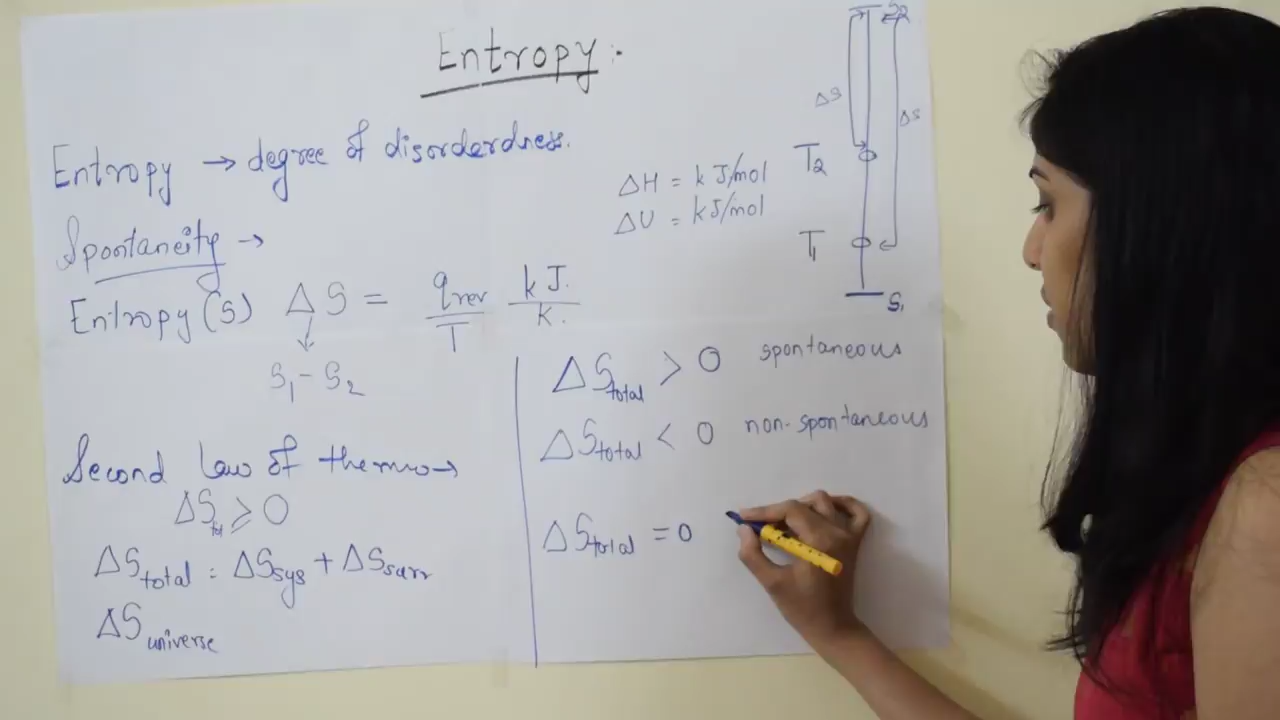 Entropy :
Entropy → degree of disorderdness.
Spontaneity →
Entropy (S) ΔS = qrev/T kJ/K.
S1 - S2
ΔH = kJ/mol
ΔU = kJ/mol
ΔS
ΔS
T2
T1
S1
Second law of thermo→
ΔStot ≥ 0
ΔStotal = ΔSsys + ΔSsurr
ΔSuniverse
ΔStotal > 0 spontaneous
ΔStotal < 0 non-spontaneous
ΔStotal = 0